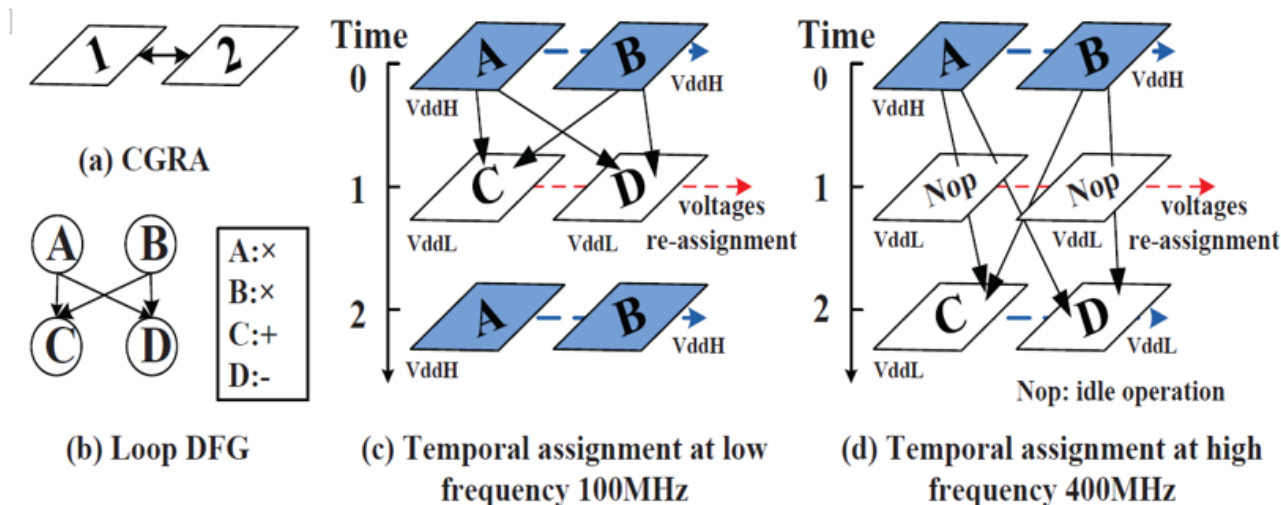 1 2
(a) CGRA
A B
C D
A:×
B:×
C:+
D:-
(b) Loop DFG
Time
0
1
2
A B
VddH VddH
C D
VddL VddL
voltages
re-assignment
A B
VddH VddH
(c) Temporal assignment at low
frequency 100MHz
Time
0
1
2
A B
VddH VddH
Nop Nop
VddL VddL
voltages
re-assignment
C D
VddL VddL
Nop: idle operation
(d) Temporal assignment at high
frequency 400MHz